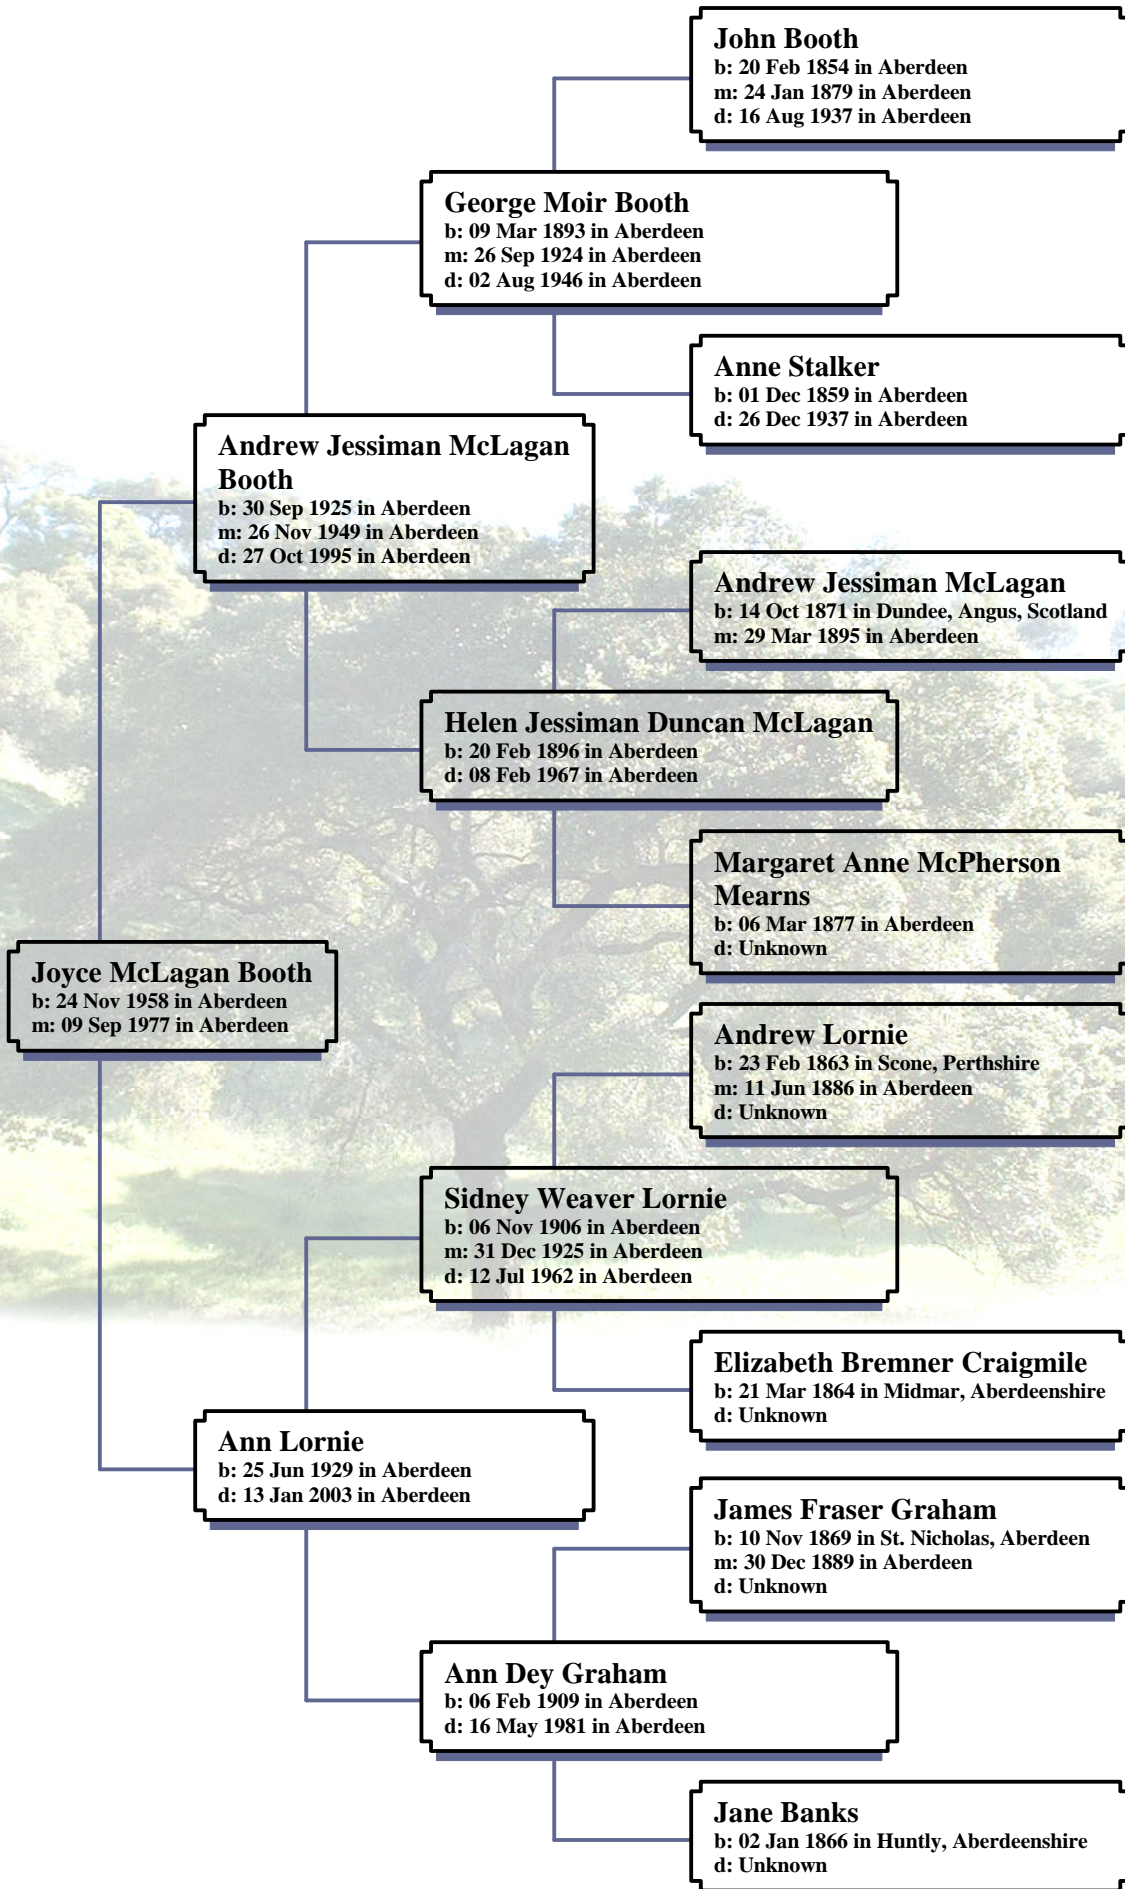 John Booth
b: 20 Feb 1854 in Aberdeen
m: 24 Jan 1879 in Aberdeen
d: 16 Aug 1937 in Aberdeen
George Moir Booth
b: 09 Mar 1893 in Aberdeen
m: 26 Sep 1924 in Aberdeen
d: 02 Aug 1946 in Aberdeen
Anne Stalker
b: 01 Dec 1859 in Aberdeen
d: 26 Dec 1937 in Aberdeen
Andrew Jessiman McLagan
Booth
b: 30 Sep 1925 in Aberdeen
m: 26 Nov 1949 in Aberdeen
d: 27 Oct 1995 in Aberdeen
Andrew Jessiman McLagan
b: 14 Oct 1871 in Dundee, Angus, Scotland
m: 29 Mar 1895 in Aberdeen
Helen Jessiman Duncan McLagan
b: 20 Feb 1896 in Aberdeen
d: 08 Feb 1967 in Aberdeen
Margaret Anne McPherson
Mearns
b: 06 Mar 1877 in Aberdeen
d: Unknown
Joyce McLagan Booth
b: 24 Nov 1958 in Aberdeen
m: 09 Sep 1977 in Aberdeen
Andrew Lornie
b: 23 Feb 1863 in Scone, Perthshire
m: 11 Jun 1886 in Aberdeen
d: Unknown
Sidney Weaver Lornie
b: 06 Nov 1906 in Aberdeen
m: 31 Dec 1925 in Aberdeen
d: 12 Jul 1962 in Aberdeen
Elizabeth Bremner Craigmile
b: 21 Mar 1864 in Midmar, Aberdeenshire
d: Unknown
Ann Lornie
b: 25 Jun 1929 in Aberdeen
d: 13 Jan 2003 in Aberdeen
James Fraser Graham
b: 10 Nov 1869 in St. Nicholas, Aberdeen
m: 30 Dec 1889 in Aberdeen
d: Unknown
Ann Dey Graham
b: 06 Feb 1909 in Aberdeen
d: 16 May 1981 in Aberdeen
Jane Banks
b: 02 Jan 1866 in Huntly, Aberdeenshire
d: Unknown